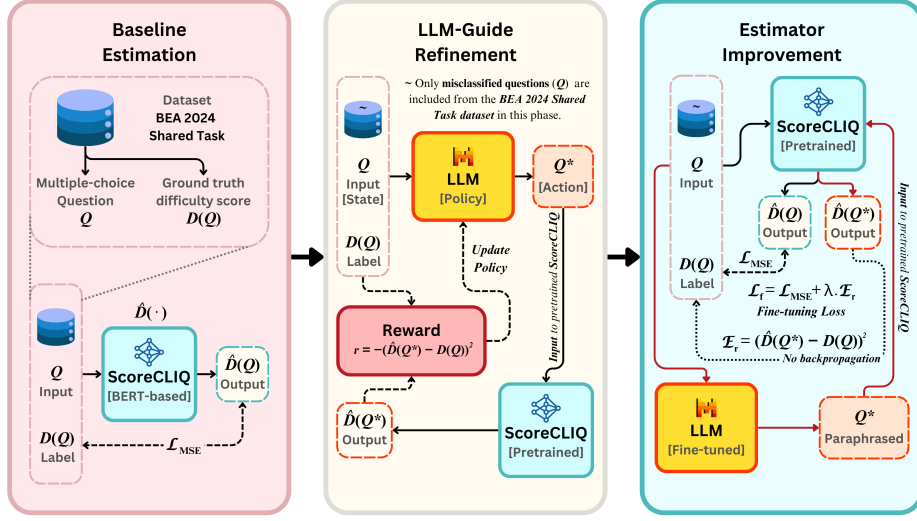 Baseline
Estimation
Dataset
BEA 2024
Shared Task
Multiple-choice
Question
Q
Ground truth
difficulty score
D(Q)
D̂(·)
Q
Input
ScoreCLIQ
[BERT-based]
D̂(Q)
Output
D(Q)
Label
ℒMSE
LLM-Guide
Refinement
~ Only misclassified questions (Q) are
included from the BEA 2024 Shared
Task dataset in this phase.
~
Q
Input
[State]
LLM
[Policy]
Q*
[Action]
D(Q)
Label
Update
Policy
Input to pretrained ScoreCLIQ
Reward
r = −(D̂(Q*) − D(Q))²
D̂(Q*)
Output
ScoreCLIQ
[Pretrained]
Estimator
Improvement
~
Q
Input
ScoreCLIQ
[Pretrained]
D̂(Q)
Output
D̂(Q*)
Output
Input to pretrained ScoreCLIQ
D(Q)
Label
ℒMSE
ℒf = ℒMSE + λ.ℰr
Fine-tuning Loss
ℰr = (D̂(Q*) − D(Q))²
No backpropagation
LLM
[Fine-tuned]
Q*
Paraphrased